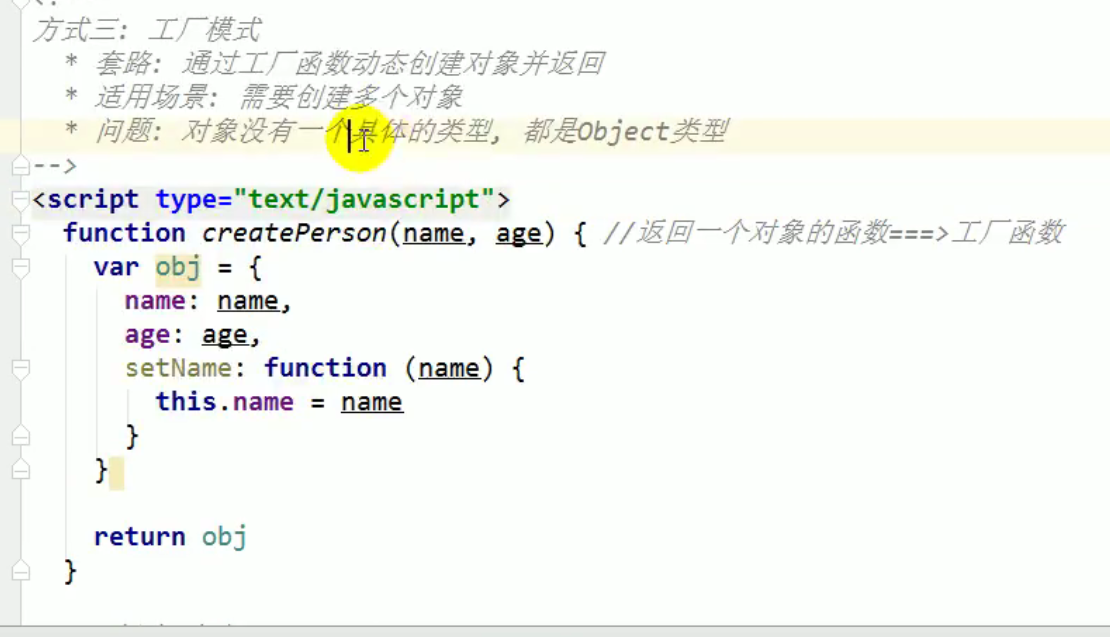 方式三: 工厂模式
* 套路: 通过工厂函数动态创建对象并返回
* 适用场景: 需要创建多个对象
* 问题: 对象没有一个具体的类型, 都是Object类型
-->
<script type="text/javascript">
function createPerson(name, age) { //返回一个对象的函数===>工厂函数
var obj = {
name: name,
age: age,
setName: function (name) {
this.name = name
}
}
return obj
}